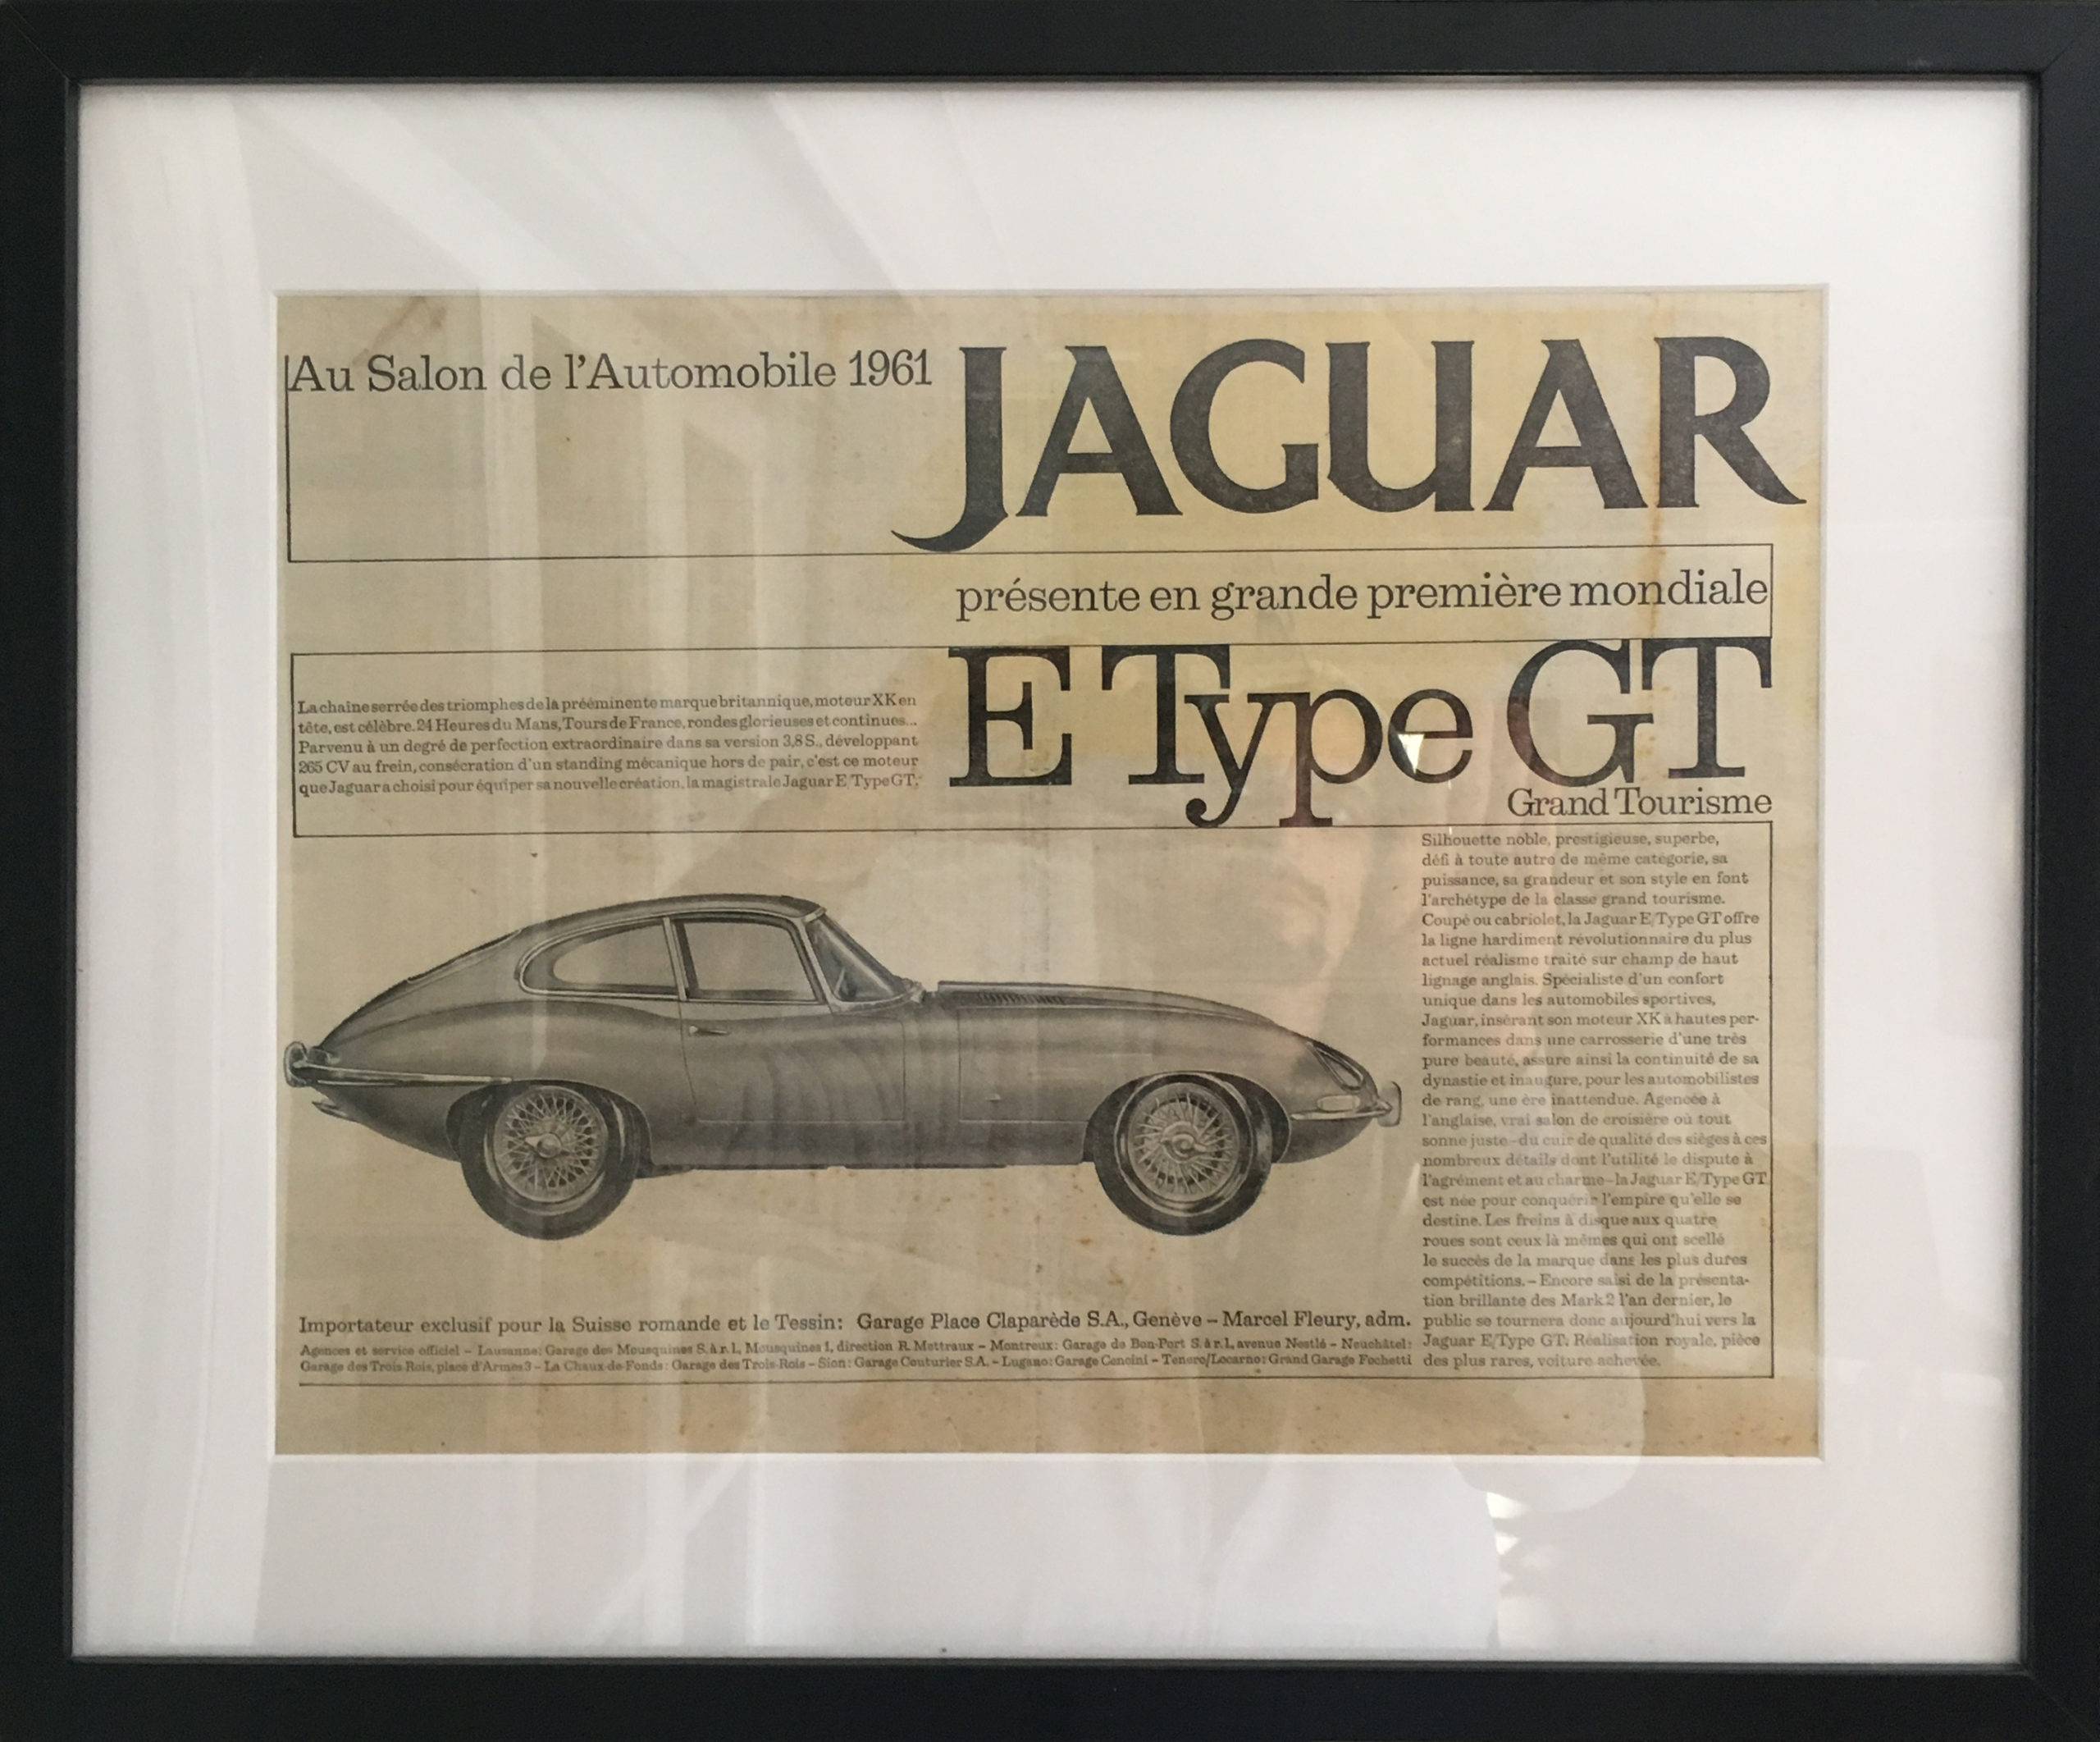 Au Salon de l'Automobile 1961
JAGUAR
présente en grande première mondiale
E Type GT
Grand Tourisme
La chaîne serrée des triomphes de la prééminente marque britannique, moteur XK en
tête, est célèbre. 24 Heures du Mans, Tours de France, rondes glorieuses et continues...
Parvenu à un degré de perfection extraordinaire dans sa version 3,8 S., développant
265 CV au frein, consécration d'un standing mécanique hors de pair, c'est ce moteur
que Jaguar a choisi pour équiper sa nouvelle création, la magistrale Jaguar E/Type GT.
Silhouette noble, prestigieuse, superbe,
défi à toute autre de même catégorie, sa
puissance, sa grandeur et son style en font
l'archétype de la classe grand tourisme.
Coupé ou cabriolet, la Jaguar E/Type GT offre
la ligne hardiment révolutionnaire du plus
actuel réalisme traité sur champ de haut
lignage anglais. Spécialiste d'un confort
unique dans les automobiles sportives,
Jaguar, insérant son moteur XK à hautes per-
formances dans une carrosserie d'une très
pure beauté, assure ainsi la continuité de sa
dynastie et inaugure, pour les automobilistes
de rang, une ère inattendue. Agencée à
l'anglaise, vrai salon de croisière où tout
sonne juste – du cuir de qualité des sièges à ces
nombreux détails dont l'utilité le dispute à
l'agrément et au charme – la Jaguar E/Type GT
est née pour conquérir l'empire qu'elle se
destine. Les freins à disque aux quatre
roues sont ceux-là mêmes qui ont scellé
le succès de la marque dans les plus dures
compétitions. – Encore saisi de la présenta-
tion brillante des Mark 2 l'an dernier, le
public se tournera donc aujourd'hui vers la
Jaguar E/Type GT. Réalisation royale, pièce
des plus rares, voiture achevée.
Importateur exclusif pour la Suisse romande et le Tessin: Garage Place Claparède S.A., Genève – Marcel Fleury, adm.
Agences et service officiel – Lausanne: Garage des Mousquines S. à r. l., Mousquines 1, direction R. Mettraux – Montreux: Garage de Bon-Port S. à r. l., avenue Nestlé – Neuchâtel:
Garage des Trois-Rois, place d'Armes 3 – La Chaux-de-Fonds: Garage des Trois-Rois – Sion: Garage Couturier S.A. – Lugano: Garage Cencini – Tenero/Locarno: Grand Garage Fochetti